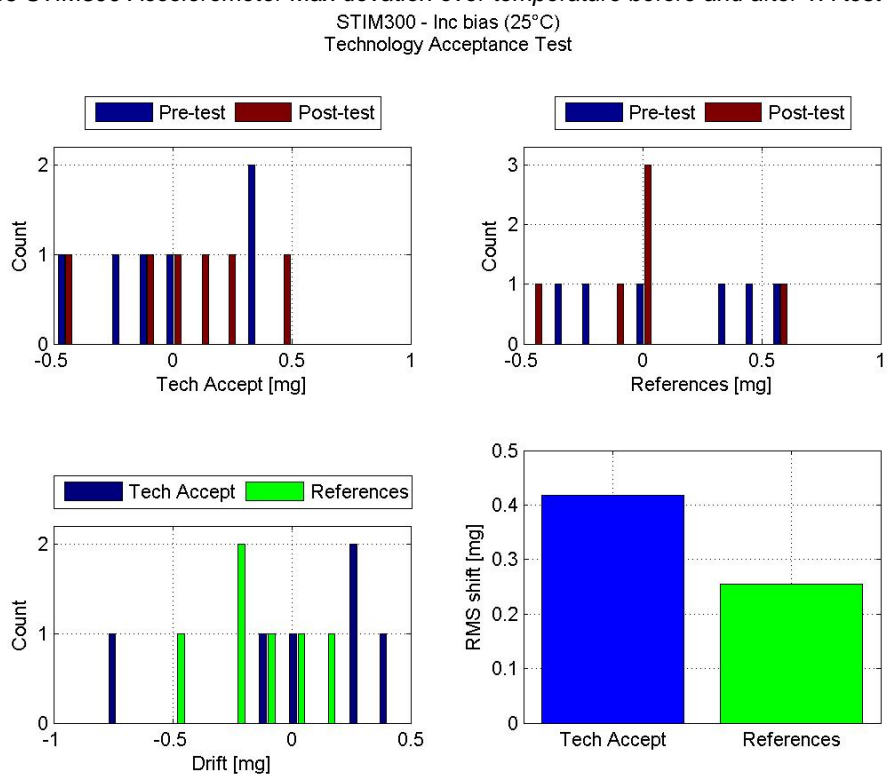 STIM300 - Inc bias (25°C)
Technology Acceptance Test
Pre-test Post-test
2
1
0
Count
-0.5 0 0.5 1
Tech Accept [mg]
Pre-test Post-test
3
2
1
0
Count
-0.5 0 0.5 1
References [mg]
Tech Accept References
2
1
0
Count
-1 -0.5 0 0.5
Drift [mg]
0.5
0.4
0.3
0.2
0.1
0
RMS shift [mg]
Tech Accept References